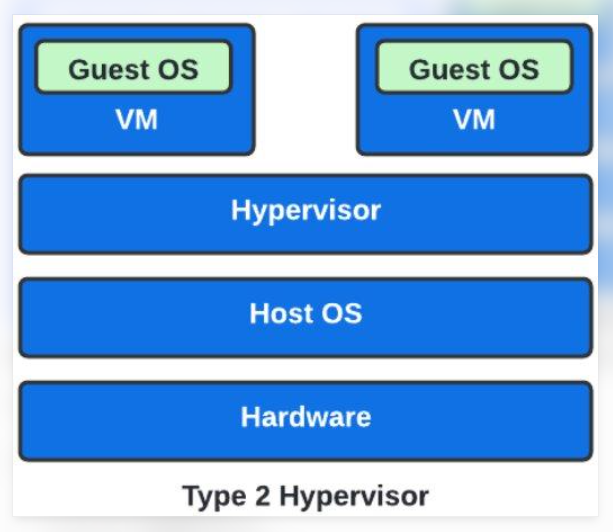 Guest OS Guest OS
VM VM
Hypervisor
Host OS
Hardware
Type 2 Hypervisor